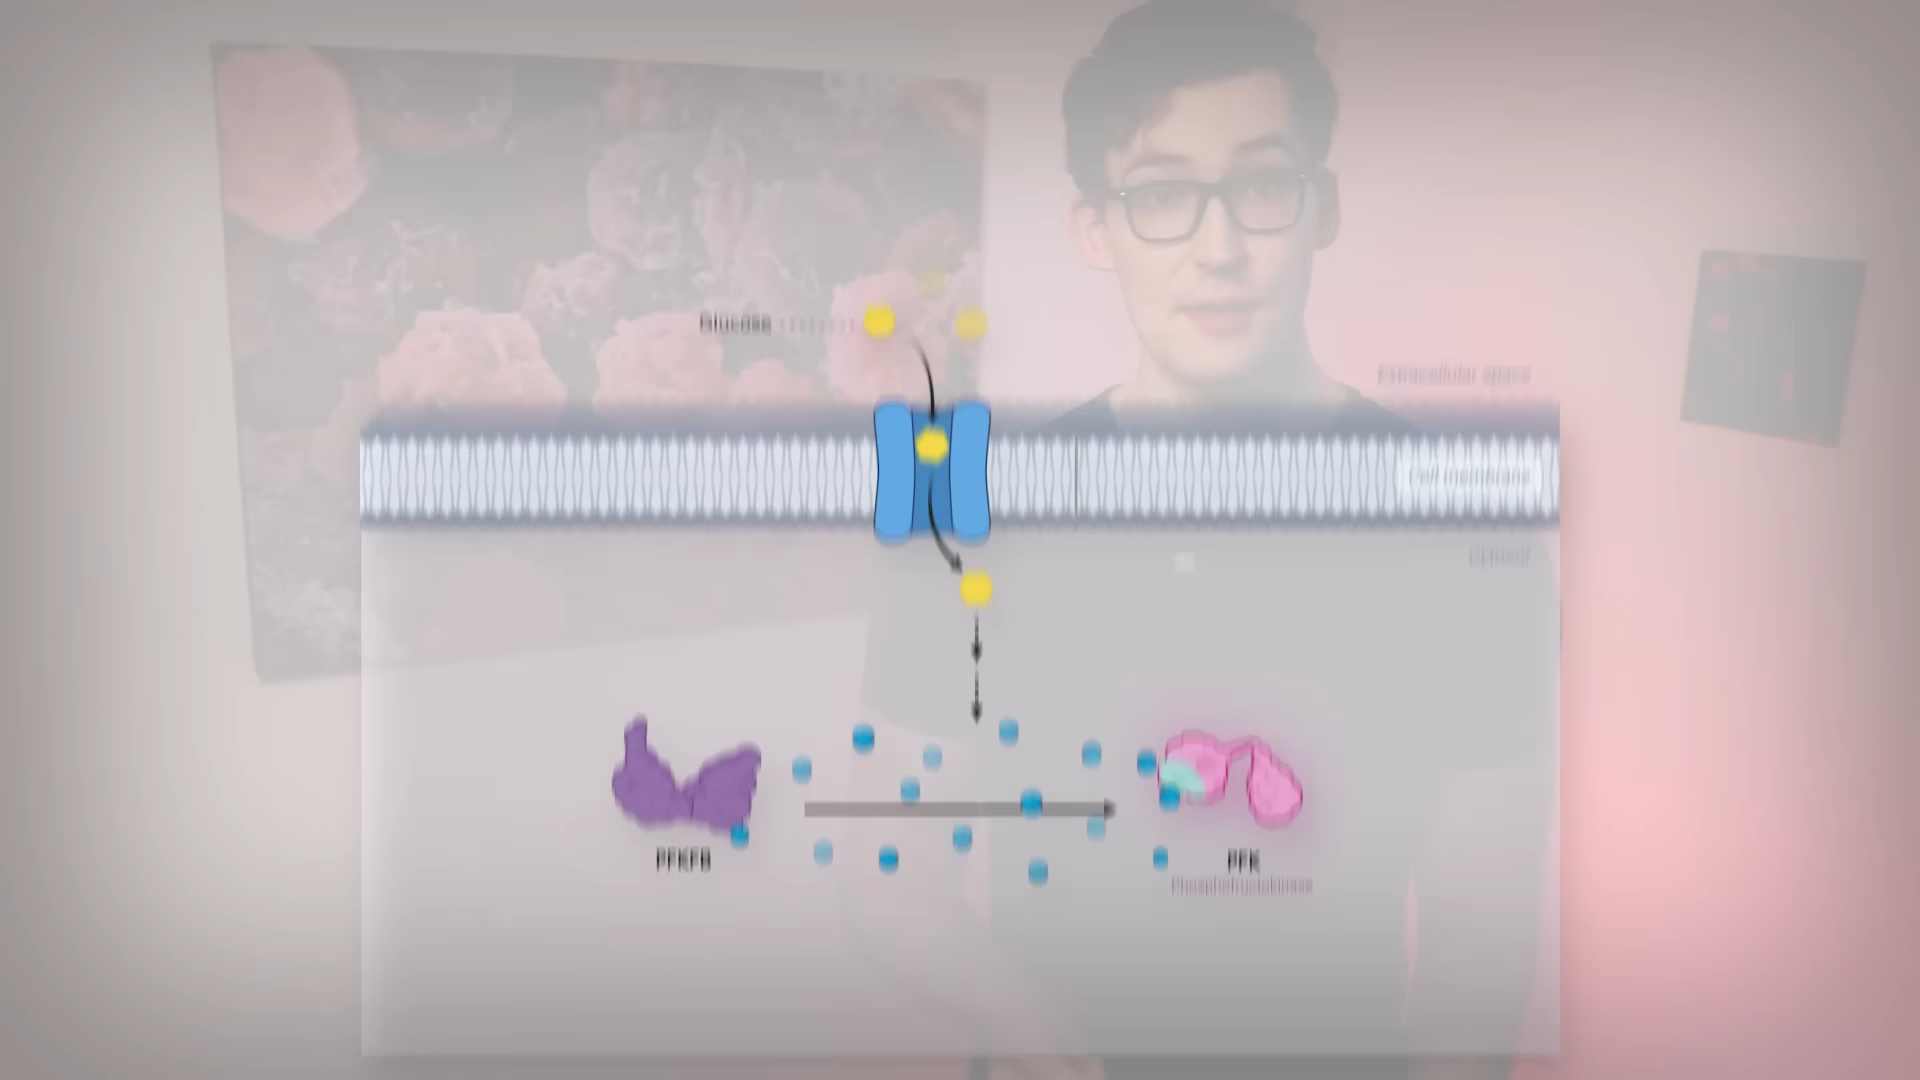 Glucose
Extracellular space
Cell membrane
Cytosol
PFKFB
PFK
Phosphofructokinase